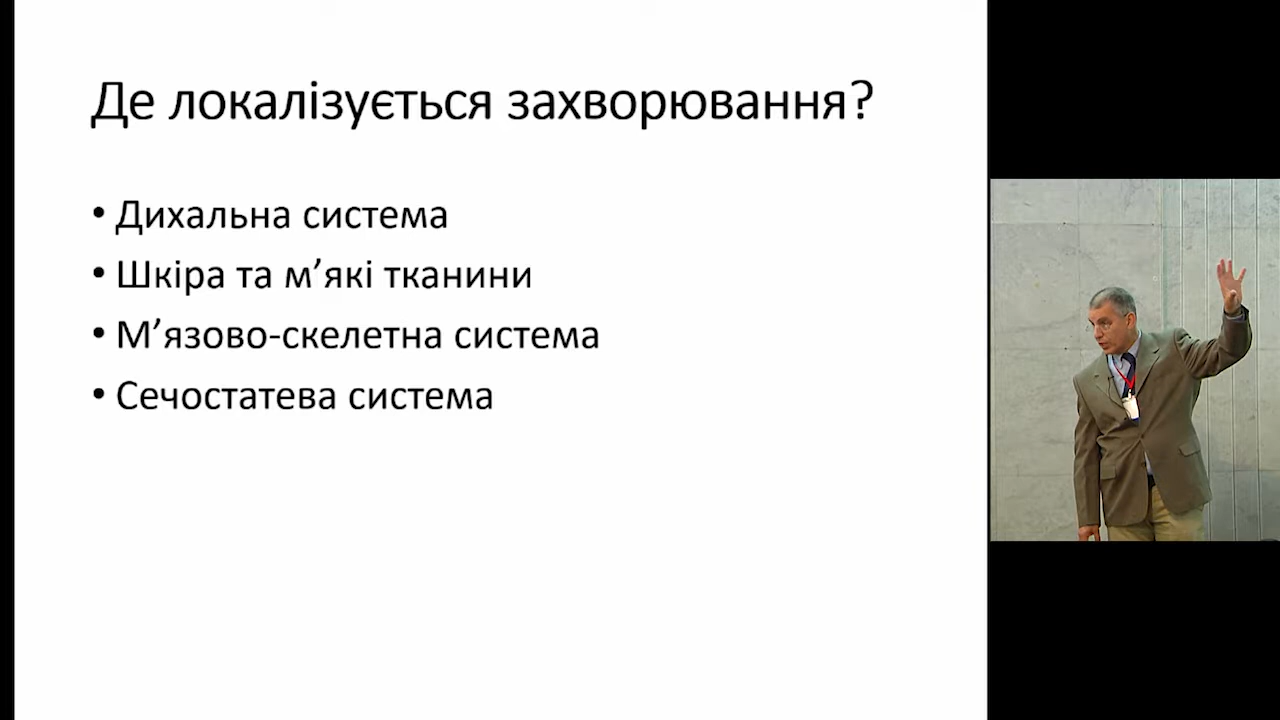 Де локалізується захворювання?
• Дихальна система
• Шкіра та м’які тканини
• М’язово-скелетна система
• Сечостатева система